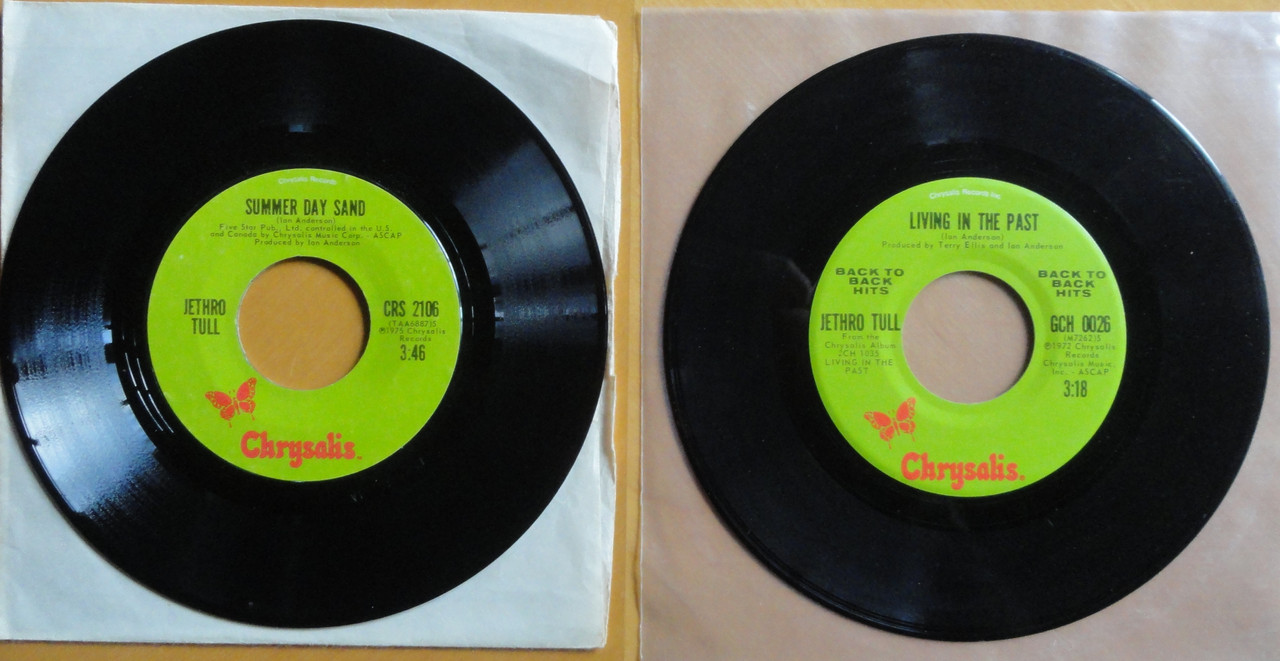 Chrysalis Records
SUMMER DAY SAND
(Ian Anderson)
Five Star Pub., Ltd. controlled in the U.S.
and Canada by Chrysalis Music Corp. - ASCAP
Produced by Ian Anderson
JETHRO
TULL
CRS 2106
(TAA6887)S
℗1975 Chrysalis
Records
3:46
Chrysalis.
Chrysalis Records Inc.
LIVING IN THE PAST
(Ian Anderson)
Produced by Terry Ellis and Ian Anderson
BACK TO
BACK
HITS
BACK TO
BACK
HITS
JETHRO TULL
From the
Chrysalis Album
2CH 1035
LIVING IN THE
PAST
GCH 0026
(M7262)S
℗1972 Chrysalis
Records
Chrysalis Music,
Inc. - ASCAP
3:18
Chrysalis.